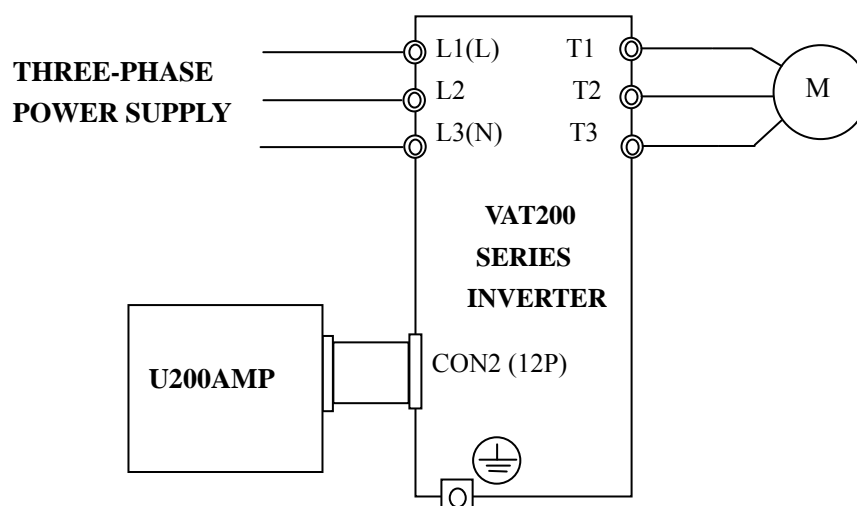 THREE-PHASE
POWER SUPPLY
L1(L)
L2
L3(N)
T1
T2
T3
M
VAT200
SERIES
INVERTER
U200AMP
CON2 (12P)